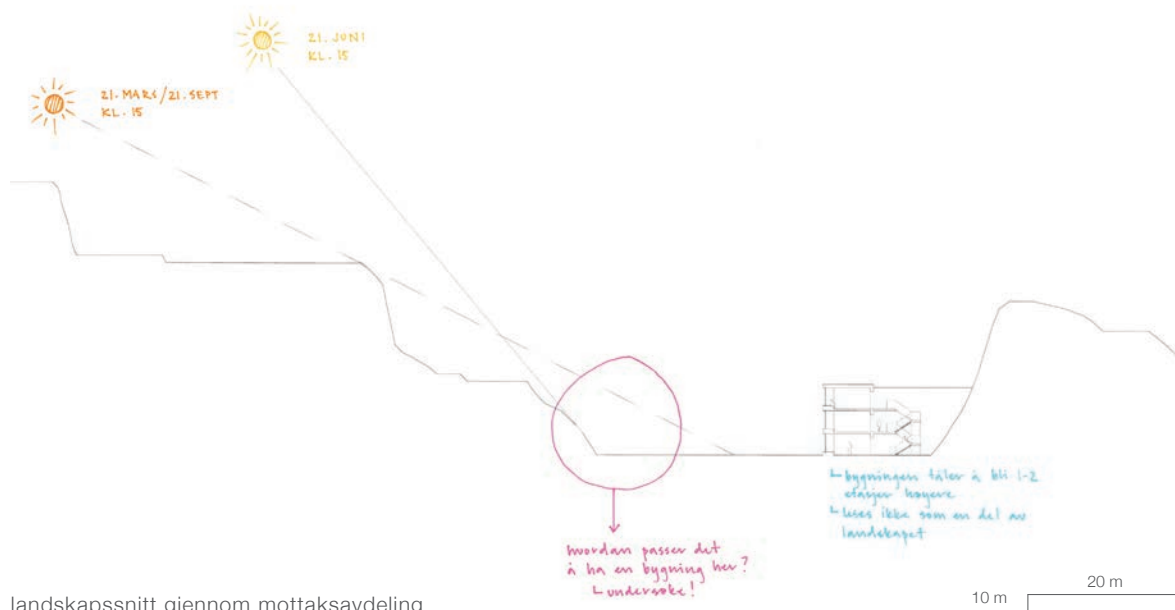 21. JUNI
KL. 15
21. MARS/21. SEPT
KL. 15
bygningen tåler å bli 1-2
etasjer høyere
leses ikke som en del av
landskapet
hvordan passer det
å ha en bygning her?
undersøke!
landskapssnitt gjennom mottaksavdeling
10 m
20 m